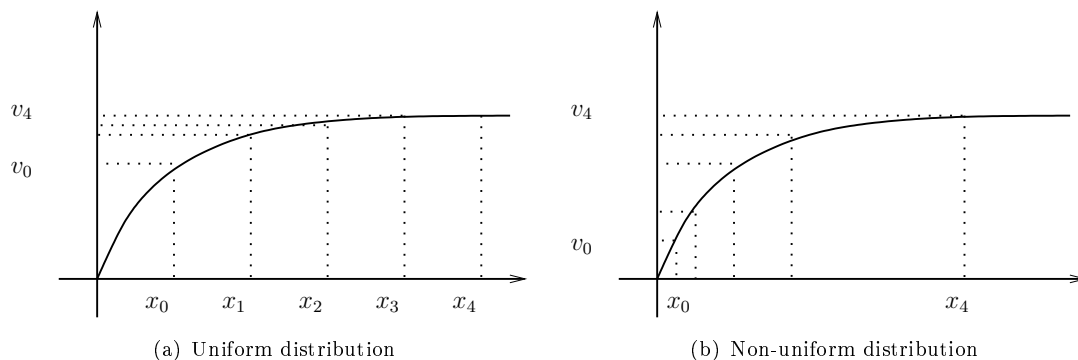 v₄
v₀
x₀ x₁ x₂ x₃ x₄
(a) Uniform distribution
v₄
v₀
x₀ x₄
(b) Non-uniform distribution